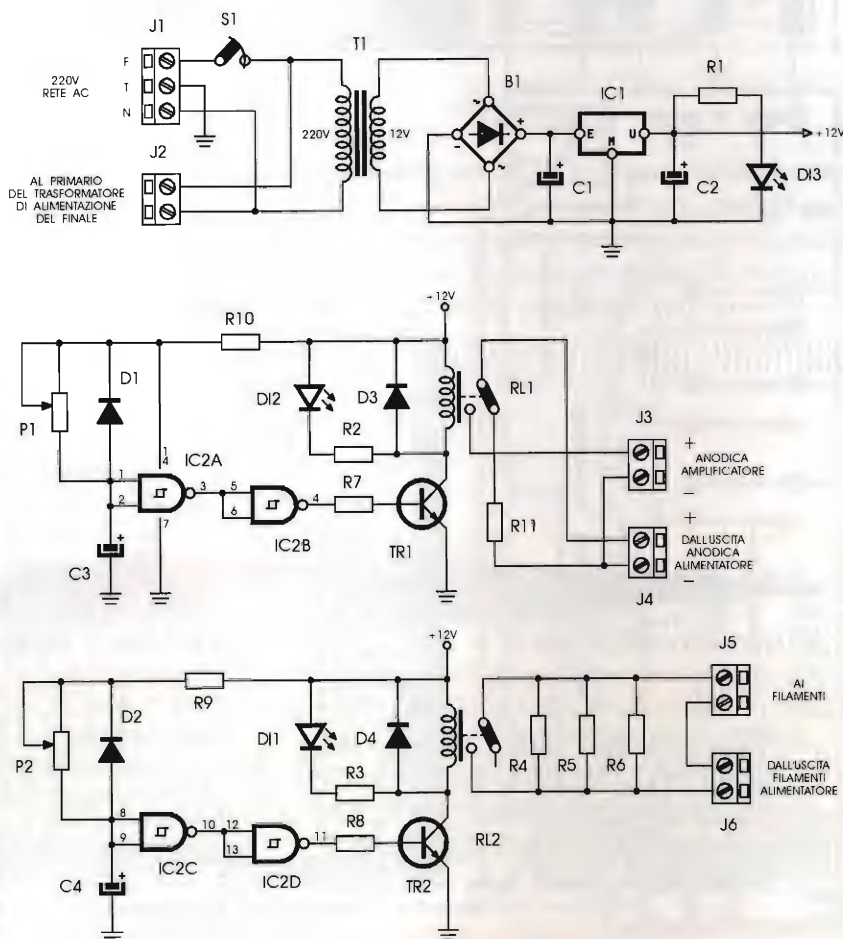 J1
S1
T1
F
T
N
220V
RETE AC
220V
12V
B1
~
~
+
-
IC1
E
U
M
R1
+12V
+
C1
+
C2
DI3
J2
AL PRIMARIO
DEL TRASFORMATORE
DI ALIMENTAZIONE
DEL FINALE
+12V
R10
D1
P1
DI2
D3
R2
RL1
J3
+
ANODICA
AMPLIFICATORE
-
IC2A
1
2
1
4
3
7
5
6
IC2B
4
R7
TR1
R11
+
DALL'USCITA
ANODICA
ALIMENTATORE
-
J4
+
C3
+12V
R9
D2
P2
DI1
D4
R3
R4
R5
R6
J5
AI
FILAMENTI
8
9
10
12
13
11
R8
IC2C
IC2D
TR2
RL2
DALL'USCITA
FILAMENTI
ALIMENTATORE
J6
+
C4